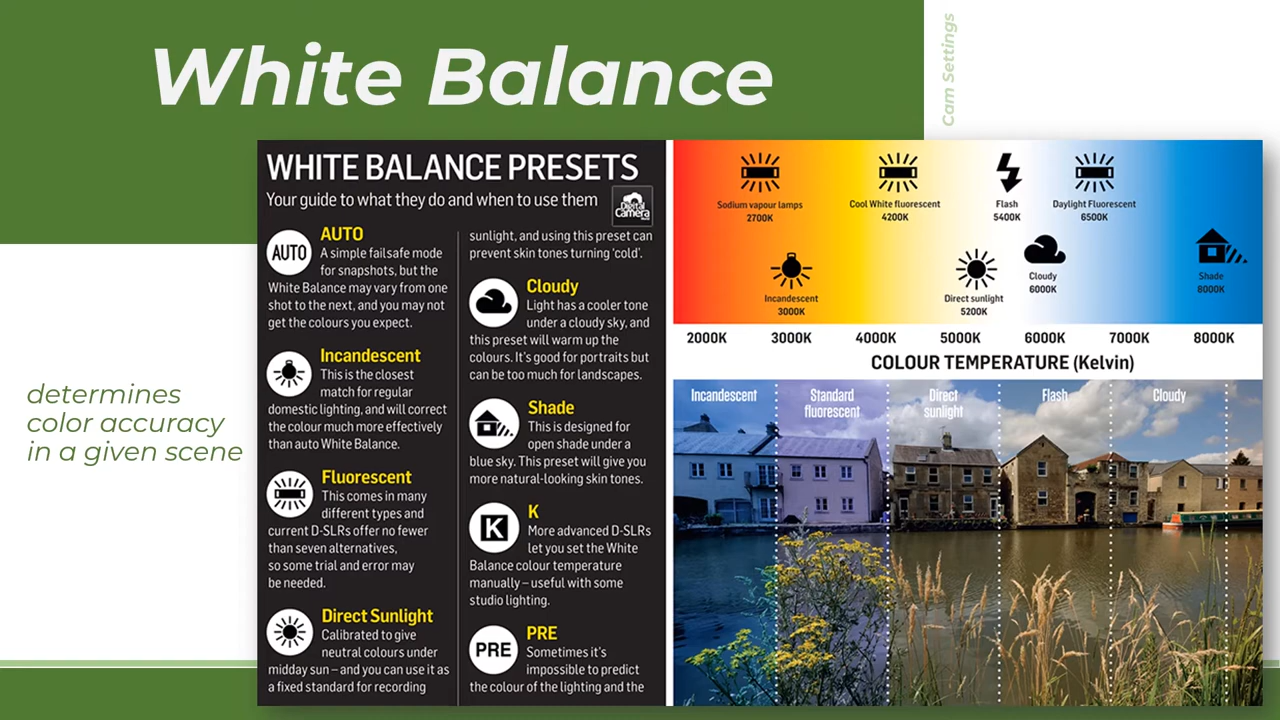 White Balance
Cam Settings
determines
color accuracy
in a given scene
WHITE BALANCE PRESETS
Your guide to what they do and when to use them
Digital
Camera
AUTO
AUTO
A simple failsafe mode
for snapshots, but the
White Balance may vary from one
shot to the next, and you may not
get the colours you expect.
Incandescent
This is the closest
match for regular
domestic lighting, and will correct
the colour much more effectively
than auto White Balance.
Fluorescent
This comes in many
different types and
current D-SLRs offer no fewer
than seven alternatives,
so some trial and error may
be needed.
Direct Sunlight
Calibrated to give
neutral colours under
midday sun – and you can use it as
a fixed standard for recording
sunlight, and using this preset can
prevent skin tones turning 'cold'.
Cloudy
Light has a cooler tone
under a cloudy sky, and
this preset will warm up the
colours. It's good for portraits but
can be too much for landscapes.
Shade
This is designed for
open shade under a
blue sky. This preset will give you
more natural-looking skin tones.
K
K
More advanced D-SLRs
let you set the White
Balance colour temperature
manually – useful with some
studio lighting.
PRE
PRE
Sometimes it's
impossible to predict
the colour of the lighting and the
Sodium vapour lamps
2700K
Cool White fluorescent
4200K
Flash
5400K
Daylight Fluorescent
6500K
Incandescent
3000K
Direct sunlight
5200K
Cloudy
6000K
Shade
8000K
2000K 3000K 4000K 5000K 6000K 7000K 8000K
COLOUR TEMPERATURE (Kelvin)
Incandescent
Standard
fluorescent
Direct
sunlight
Flash
Cloudy